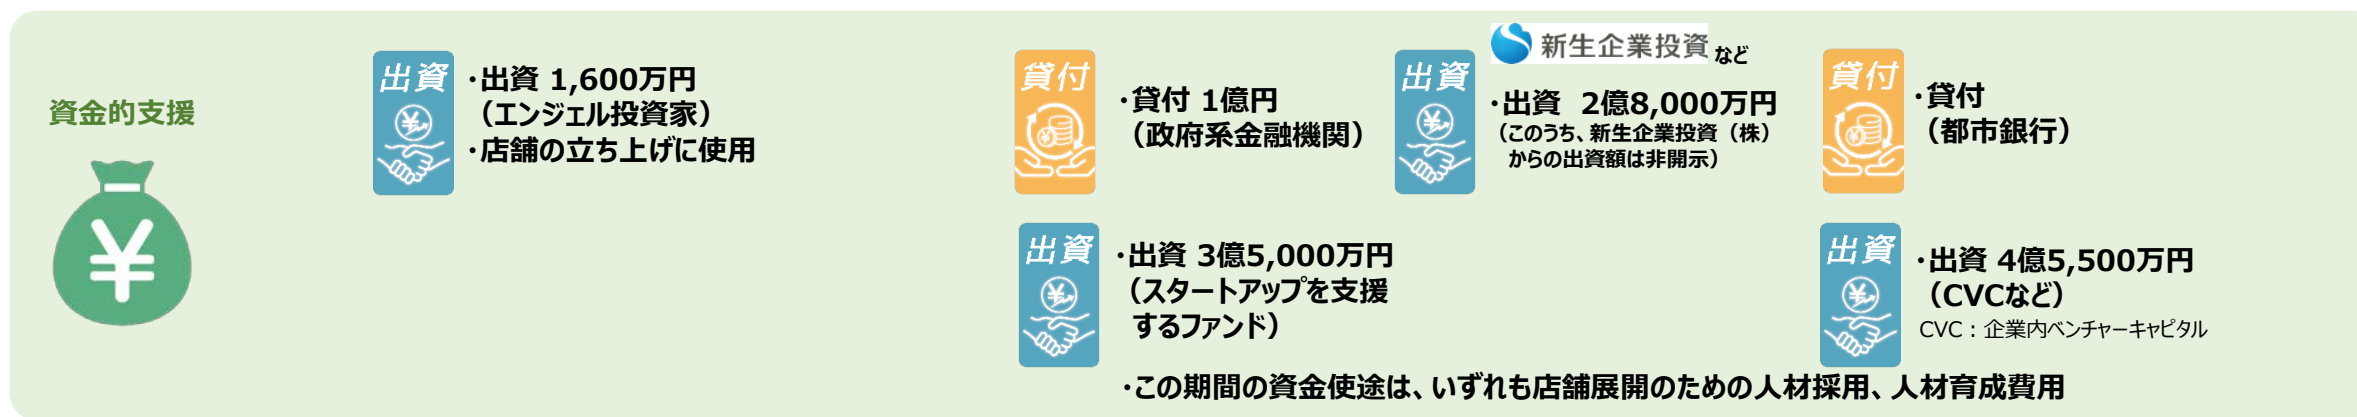 資金的支援
¥
出資
・出資 1,600万円
（エンジェル投資家）
・店舗の立ち上げに使用
貸付
・貸付 1億円
（政府系金融機関）
出資
・出資 3億5,000万円
（スタートアップを支援
するファンド）
出資
新生企業投資 など
・出資 2億8,000万円
（このうち、新生企業投資（株）
からの出資額は非開示）
貸付
・貸付
（都市銀行）
出資
・出資 4億5,500万円
（CVCなど）
CVC：企業内ベンチャーキャピタル
・この期間の資金使途は、いずれも店舗展開のための人材採用、人材育成費用